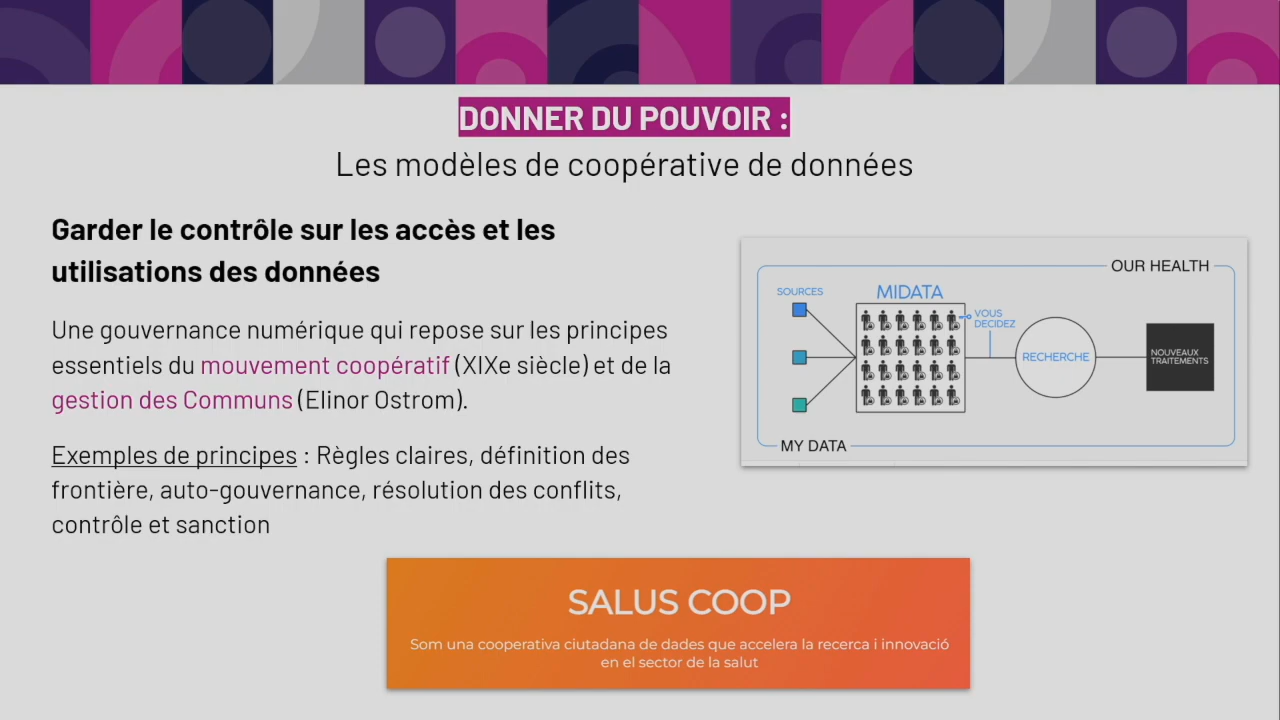 DONNER DU POUVOIR :
Les modèles de coopérative de données
Garder le contrôle sur les accès et les
utilisations des données
Une gouvernance numérique qui repose sur les principes
essentiels du mouvement coopératif (XIXe siècle) et de la
gestion des Communs (Elinor Ostrom).
Exemples de principes : Règles claires, définition des
frontière, auto-gouvernance, résolution des conflits,
contrôle et sanction
OUR HEALTH
SOURCES
MIDATA
VOUS
DECIDEZ
RECHERCHE
NOUVEAUX
TRAITEMENTS
MY DATA
SALUS COOP
Som una cooperativa ciutadana de dades que accelera la recerca i innovació
en el sector de la salut